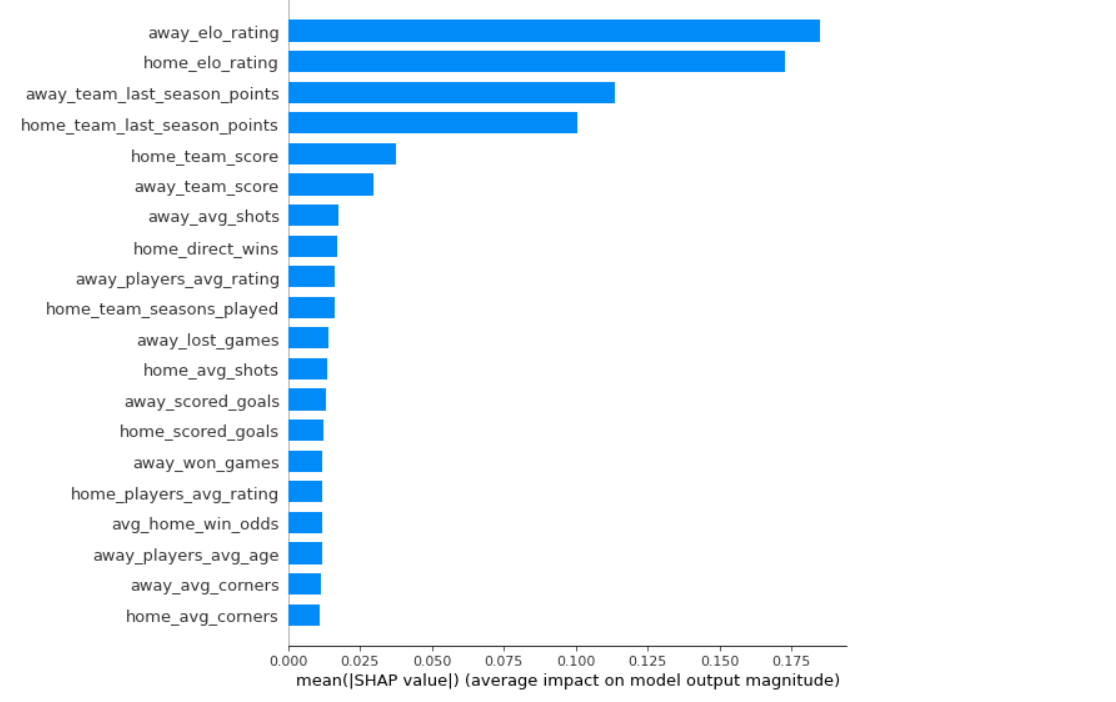 away_elo_rating
home_elo_rating
away_team_last_season_points
home_team_last_season_points
home_team_score
away_team_score
away_avg_shots
home_direct_wins
away_players_avg_rating
home_team_seasons_played
away_lost_games
home_avg_shots
away_scored_goals
home_scored_goals
away_won_games
home_players_avg_rating
avg_home_win_odds
away_players_avg_age
away_avg_corners
home_avg_corners
0.000 0.025 0.050 0.075 0.100 0.125 0.150 0.175
mean(|SHAP value|) (average impact on model output magnitude)